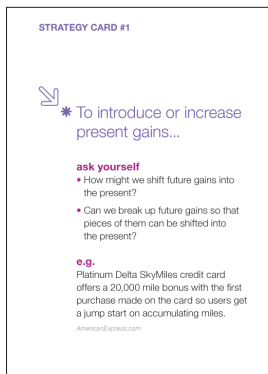 STRATEGY CARD #1
* To introduce or increase
present gains...
ask yourself
• How might we shift future gains into
the present?
• Can we break up future gains so that
pieces of them can be shifted into
the present?
e.g.
Platinum Delta SkyMiles credit card
offers a 20,000 mile bonus with the first
purchase made on the card so users get
a jump start on accumulating miles.
AmericanExpress.com